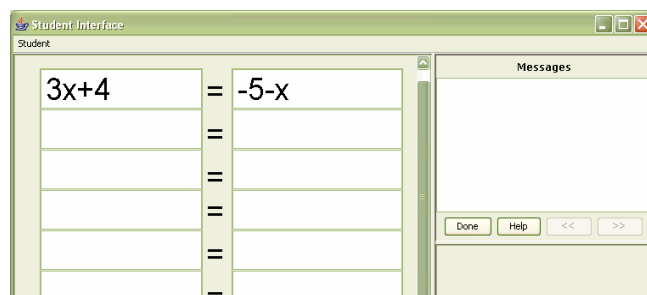 Student Interface
Student
3x+4 = -5-x
=
=
=
=
=
Messages
Done Help << >>